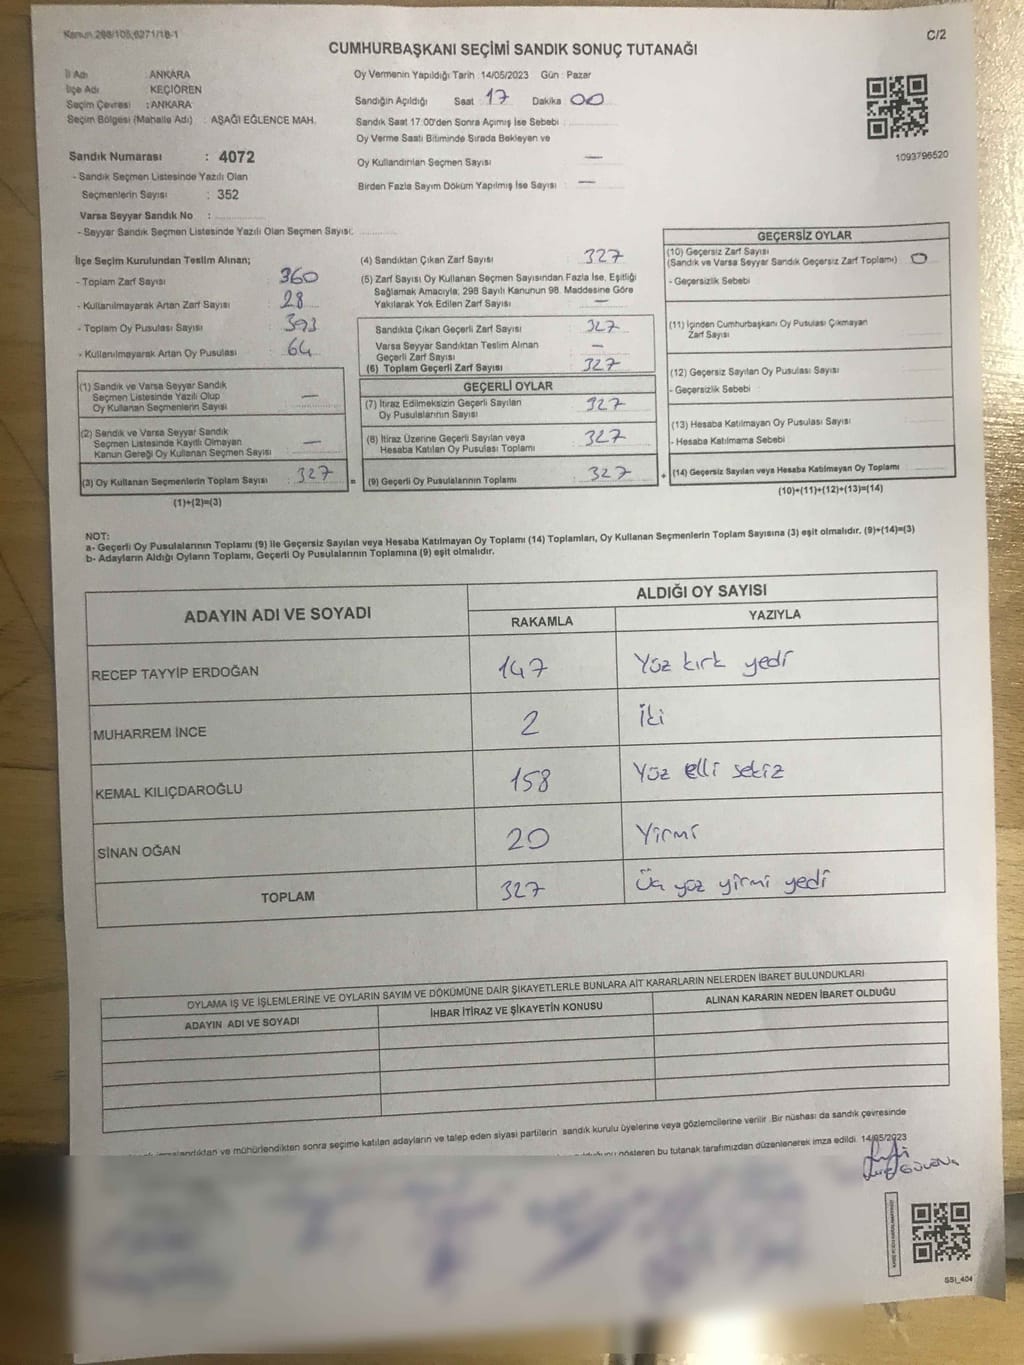 Kanun 298/105,6271/18-1
C/2
CUMHURBAŞKANI SEÇİMİ SANDIK SONUÇ TUTANAĞI
İl Adı : ANKARA
İlçe Adı KEÇİÖREN
Seçim Çevresi : ANKARA
Seçim Bölgesi (Mahalle Adı) : AŞAĞI EĞLENCE MAH.
Sandık Numarası : 4072
- Sandık Seçmen Listesinde Yazılı Olan
Seçmenlerin Sayısı : 352
Varsa Seyyar Sandık No :
- Seyyar Sandık Seçmen Listesinde Yazılı Olan Seçmen Sayısı:
Oy Vermenin Yapıldığı Tarih : 14/05/2023 Gün : Pazar
Sandığın Açıldığı Saat 17 Dakika 00
Sandık Saat 17:00'den Sonra Açılmış İse Sebebi :
Oy Verme Saati Bitiminde Sırada Bekleyen ve
Oy Kullandırılan Seçmen Sayısı —
Birden Fazla Sayım Döküm Yapılmış İse Sayısı : —
1093796520
İlçe Seçim Kurulundan Teslim Alınan;
- Toplam Zarf Sayısı : 360
- Kullanılmayarak Artan Zarf Sayısı : 28
- Toplam Oy Pusulası Sayısı : 393
- Kullanılmayarak Artan Oy Pusulası : 64
(1) Sandık ve Varsa Seyyar Sandık
Seçmen Listesinde Yazılı Olup
Oy Kullanan Seçmenlerin Sayısı : —
(2) Sandık ve Varsa Seyyar Sandık
Seçmen Listesinde Kayıtlı Olmayan
Kanun Gereği Oy Kullanan Seçmen Sayısı : —
(3) Oy Kullanan Seçmenlerin Toplam Sayısı : 327
(1)+(2)=(3)
(4) Sandıktan Çıkan Zarf Sayısı : 327
(5) Zarf Sayısı Oy Kullanan Seçmen Sayısından Fazla İse, Eşitliği
Sağlamak Amacıyla; 298 Sayılı Kanunun 98. Maddesine Göre
Yakılarak Yok Edilen Zarf Sayısı : —
Sandıkta Çıkan Geçerli Zarf Sayısı : 327
Varsa Seyyar Sandıktan Teslim Alınan
Geçerli Zarf Sayısı : —
(6) Toplam Geçerli Zarf Sayısı : 327
GEÇERLİ OYLAR
(7) İtiraz Edilmeksizin Geçerli Sayılan
Oy Pusulalarının Sayısı : 327
(8) İtiraz Üzerine Geçerli Sayılan veya
Hesaba Katılan Oy Pusulası Toplamı : 327
= (9) Geçerli Oy Pusulalarının Toplamı : 327 +
GEÇERSİZ OYLAR
(10) Geçersiz Zarf Sayısı
(Sandık ve Varsa Seyyar Sandık Geçersiz Zarf Toplamı) : 0
- Geçersizlik Sebebi :
(11) İçinden Cumhurbaşkanı Oy Pusulası Çıkmayan
Zarf Sayısı :
(12) Geçersiz Sayılan Oy Pusulası Sayısı :
- Geçersizlik Sebebi :
(13) Hesaba Katılmayan Oy Pusulası Sayısı :
- Hesaba Katılmama Sebebi :
(14) Geçersiz Sayılan veya Hesaba Katılmayan Oy Toplamı :
(10)+(11)+(12)+(13)=(14)
NOT:
a- Geçerli Oy Pusulalarının Toplamı (9) ile Geçersiz Sayılan veya Hesaba Katılmayan Oy Toplamı (14) Toplamları, Oy Kullanan Seçmenlerin Toplam Sayısına (3) eşit olmalıdır. (9)+(14)=(3)
b- Adayların Aldığı Oyların Toplamı, Geçerli Oy Pusulalarının Toplamına (9) eşit olmalıdır.
ADAYIN ADI VE SOYADI
ALDIĞI OY SAYISI
RAKAMLA YAZIYLA
RECEP TAYYİP ERDOĞAN 147 Yüz kırk yedi
MUHARREM İNCE 2 İki
KEMAL KILIÇDAROĞLU 158 Yüz elli sekiz
SİNAN OĞAN 20 Yirmi
TOPLAM 327 Üç yüz yirmi yedi
OYLAMA İŞ VE İŞLEMLERİNE VE OYLARIN SAYIM VE DÖKÜMÜNE DAİR ŞİKAYETLERLE BUNLARA AİT KARARLARIN NELERDEN İBARET BULUNDUKLARI
ADAYIN ADI VE SOYADI İHBAR İTİRAZ VE ŞİKAYETİN KONUSU ALINAN KARARIN NEDEN İBARET OLDUĞU
ve mühürlendikten sonra seçime katılan adayların ve talep eden siyasi partilerin sandık kurulu üyelerine veya gözlemcilerine verilir. Bir nüshası da sandık çevresinde
gösteren bu tutanak tarafımızdan düzenlenerek imza edildi. 14/05/2023
SSI_404